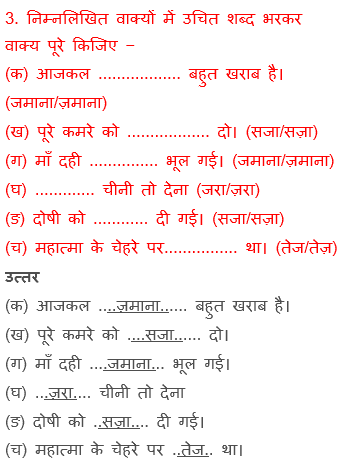 3. निम्नलिखित वाक्यों में उचित शब्द भरकर
वाक्य पूरे किजिए –
(क) आजकल .................. बहुत खराब है।
(जमाना/ज़माना)
(ख) पूरे कमरे को .................. दो। (सजा/सज़ा)
(ग) माँ दही ............... भूल गई। (जमाना/ज़माना)
(घ) ............. चीनी तो देना (जरा/ज़रा)
(ङ) दोषी को ............ दी गई। (सजा/सज़ा)
(च) महात्मा के चेहरे पर................ था। (तेज/तेज़)
उत्तर
(क) आजकल ....ज़माना...... बहुत खराब है।
(ख) पूरे कमरे को ....सजा...... दो।
(ग) माँ दही ....जमाना... भूल गई।
(घ) ...ज़रा.... चीनी तो देना
(ङ) दोषी को ..सज़ा.... दी गई।
(च) महात्मा के चेहरे पर ..तेज.. था।